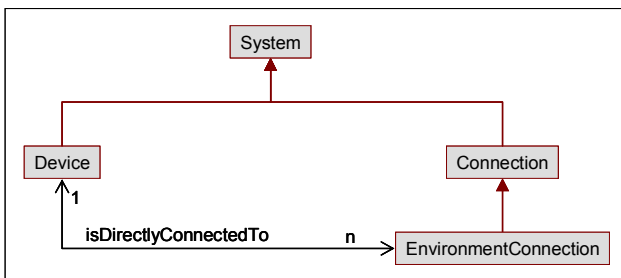 System
Device
Connection
1
isDirectlyConnectedTo
n
EnvironmentConnection